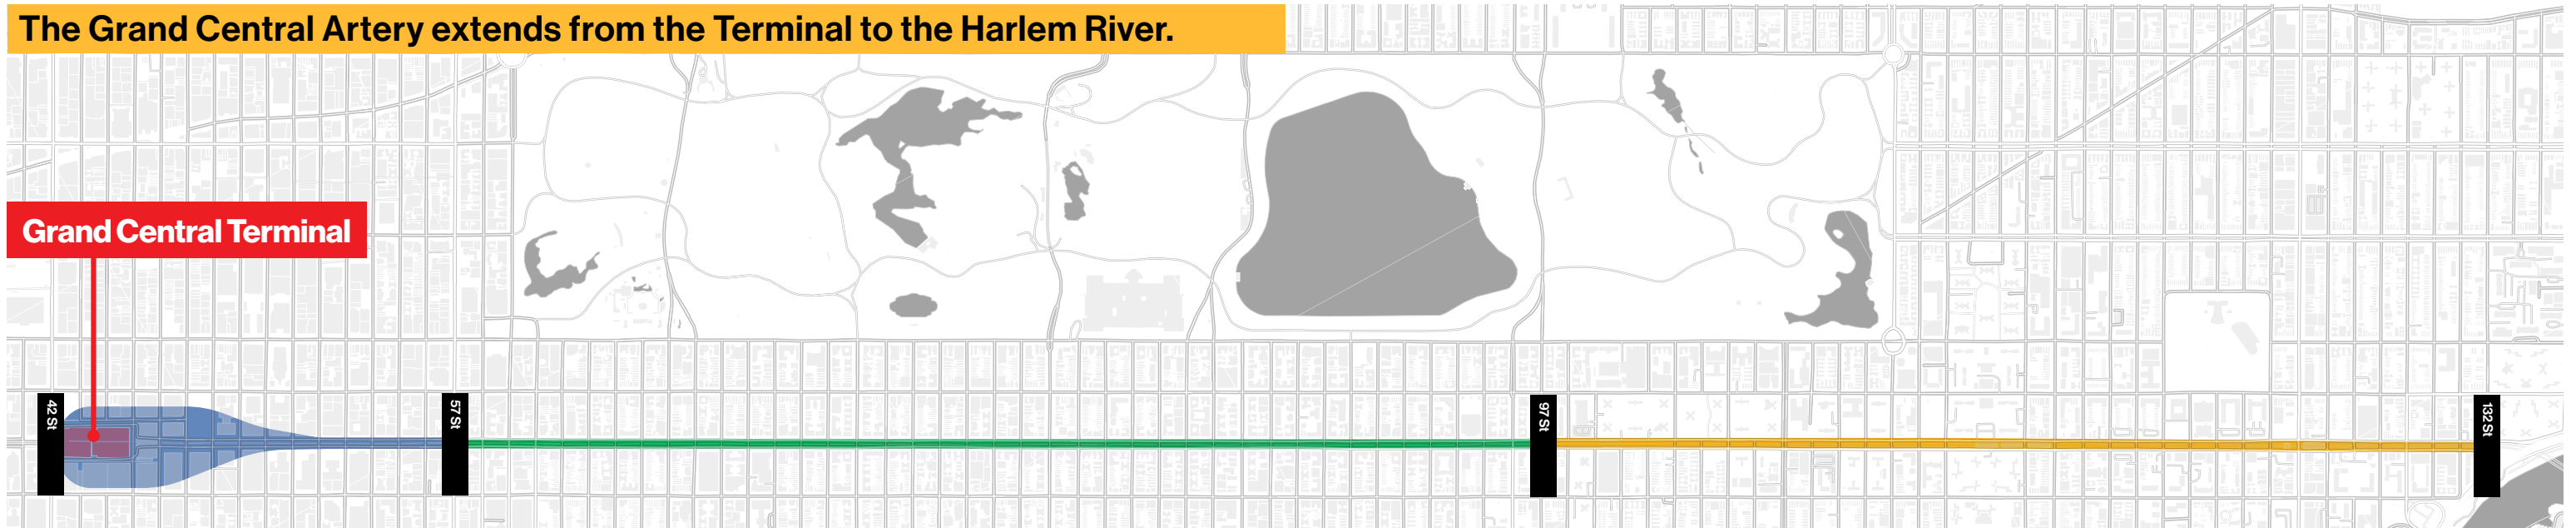 The Grand Central Artery extends from the Terminal to the Harlem River.
Grand Central Terminal
42 St
57 St
97 St
132 St